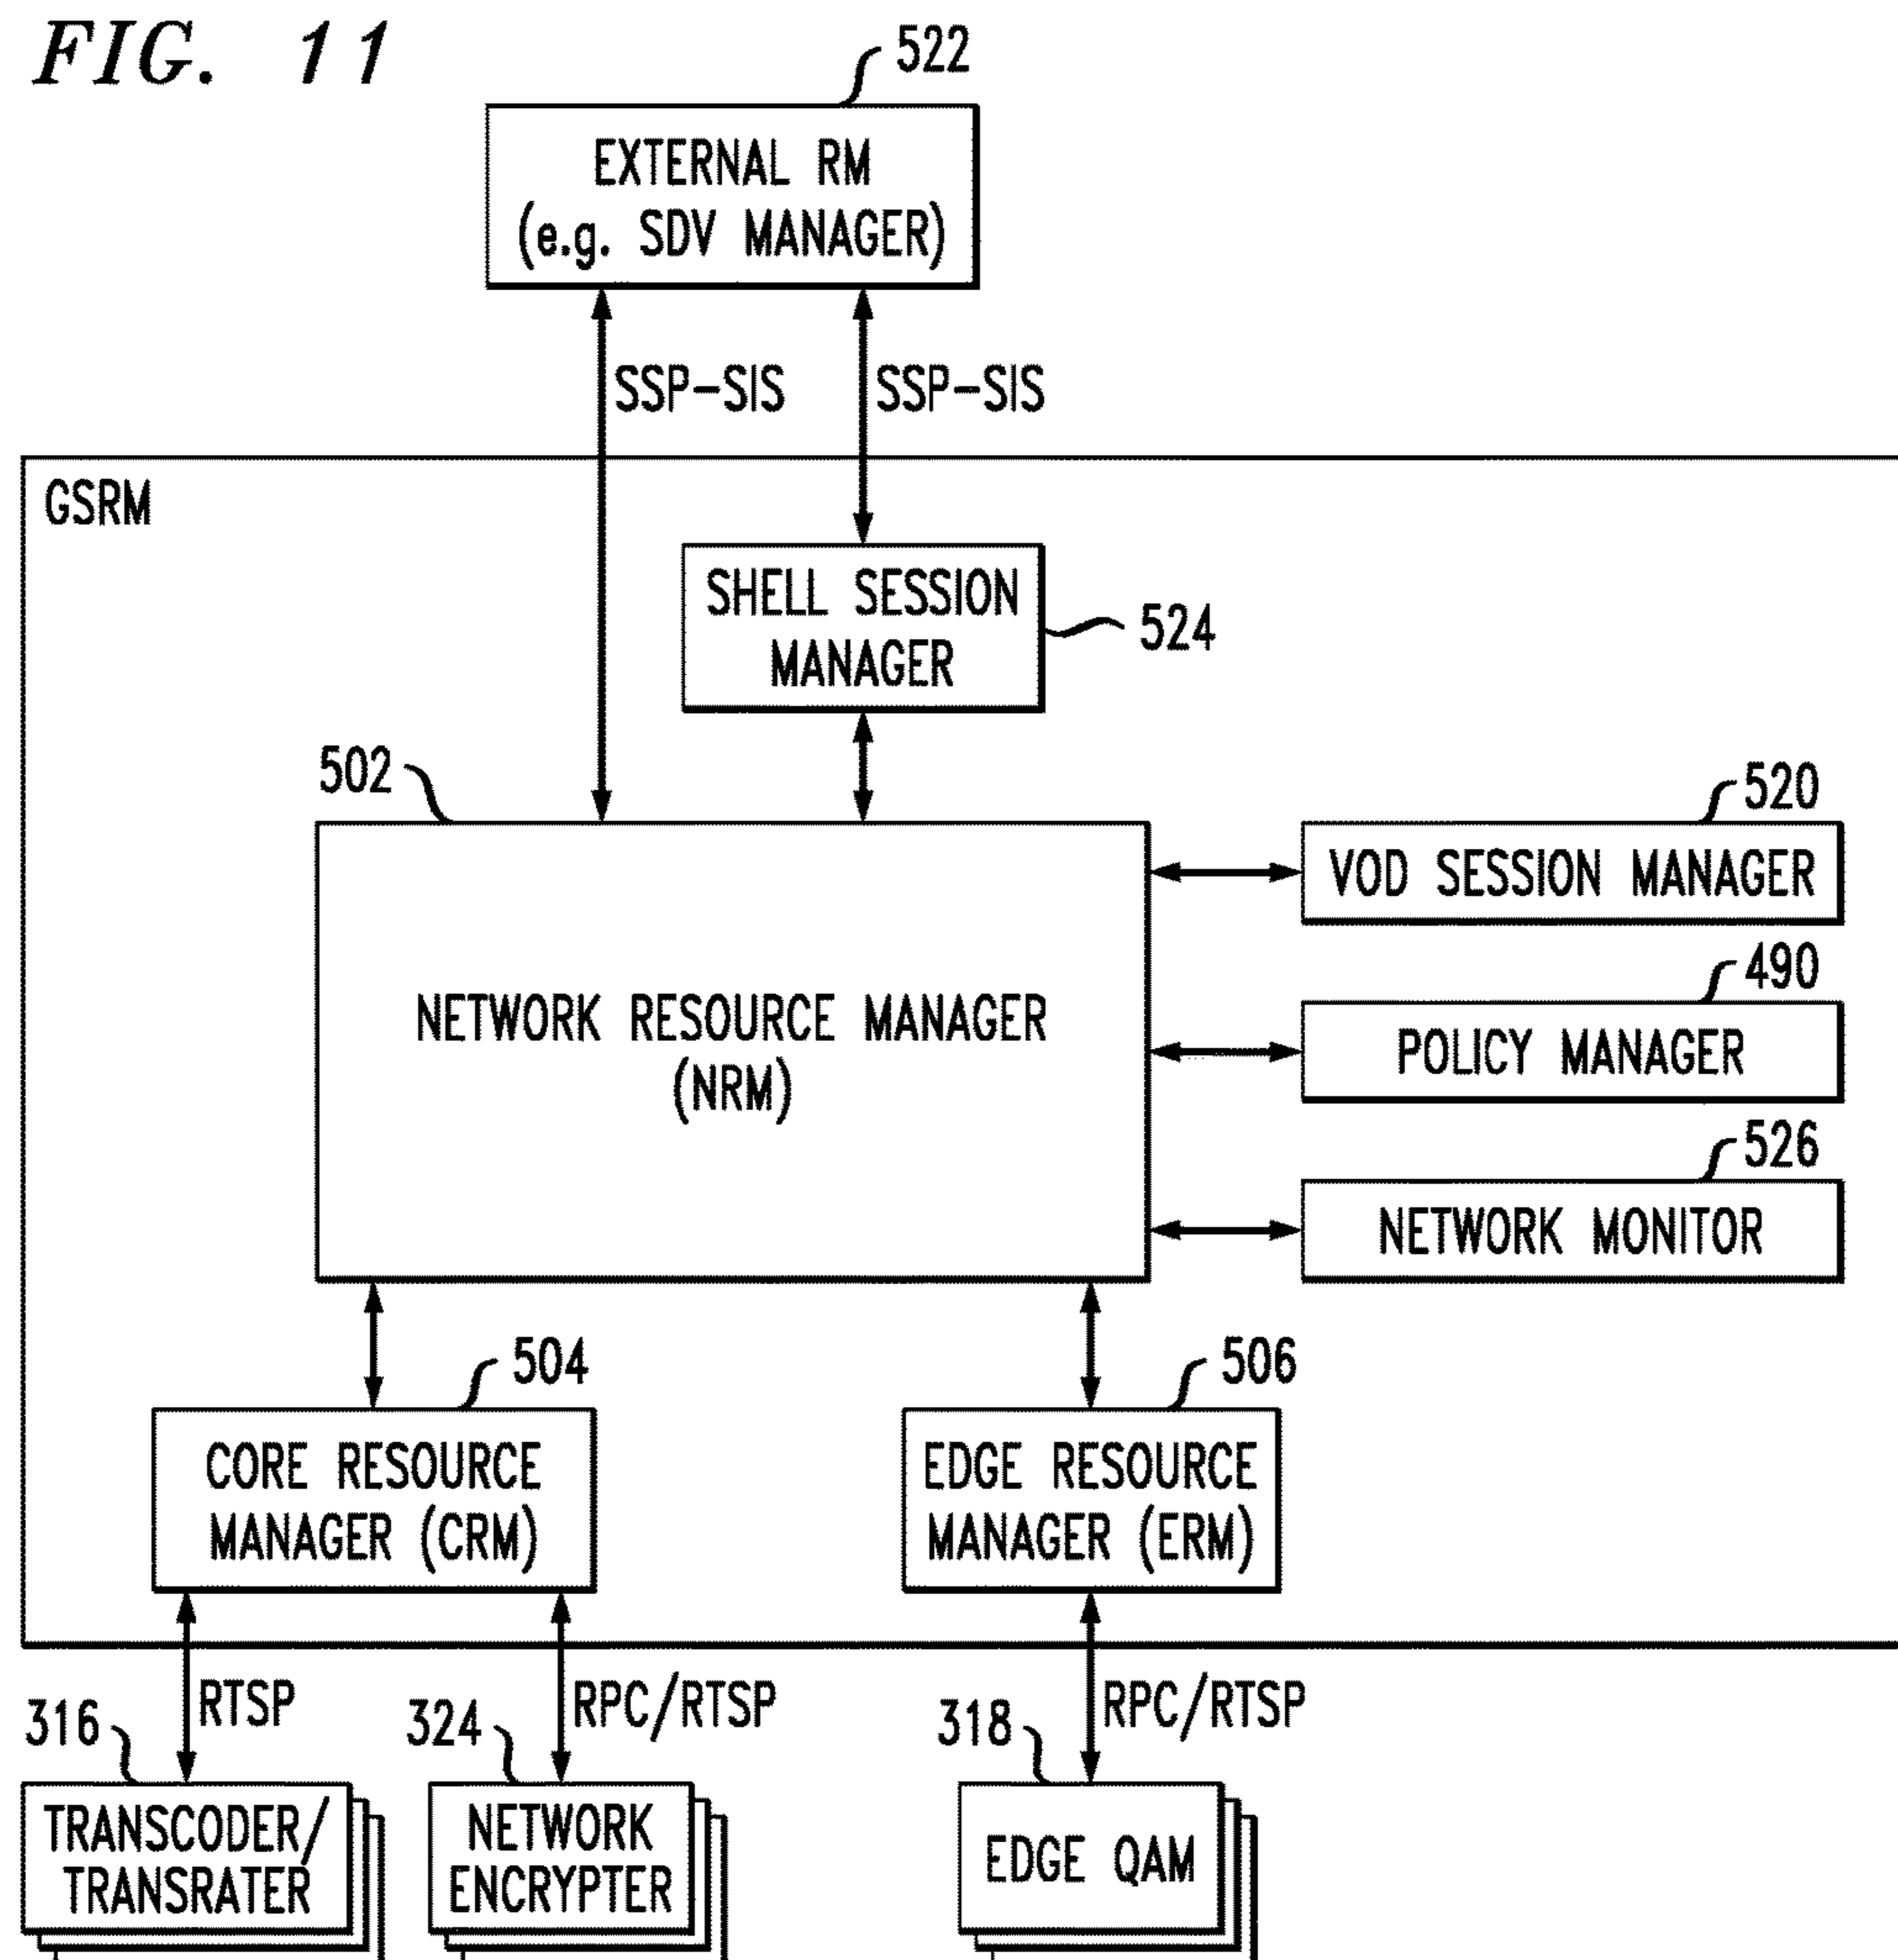 FIG. 11
522
EXTERNAL RM
(e.g. SDV MANAGER)
SSP-SIS
SSP-SIS
GSRM
SHELL SESSION
MANAGER
524
502
520
VOD SESSION MANAGER
490
NETWORK RESOURCE MANAGER
(NRM)
POLICY MANAGER
526
NETWORK MONITOR
504
506
CORE RESOURCE
MANAGER (CRM)
EDGE RESOURCE
MANAGER (ERM)
RTSP
RPC/RTSP
RPC/RTSP
316
324
318
TRANSCODER/
TRANSRATER
NETWORK
ENCRYPTER
EDGE QAM